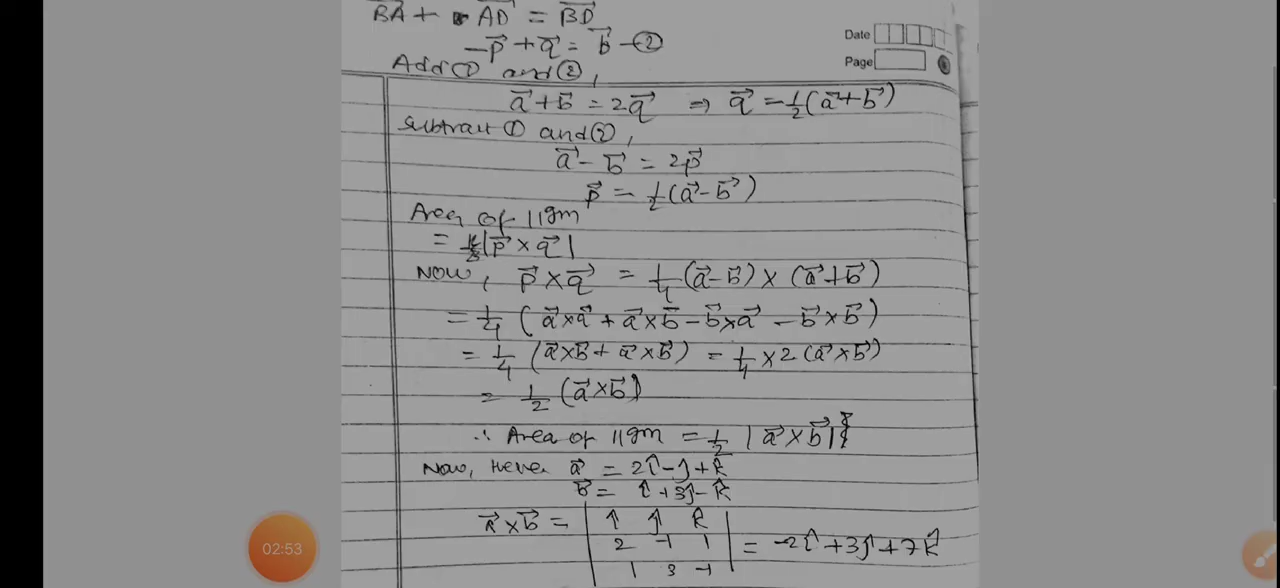 BA + AD = BD
-p⃗ + q⃗ = b⃗ -②
Date
Page
Add ① and ②,
a⃗ + b⃗ = 2q⃗ ⇒ q⃗ = 1/2 (a⃗ + b⃗)
Subtract ① and ②,
a⃗ - b⃗ = 2p⃗
p⃗ = 1/2 (a⃗ - b⃗)
Area of 11gm
= |p⃗ × q⃗|
Now, p⃗ × q⃗ = 1/4 (a⃗ - b⃗) × (a⃗ + b⃗)
= 1/4 (a⃗ × a⃗ + a⃗ × b⃗ - b⃗ × a⃗ - b⃗ × b⃗)
= 1/4 (a⃗ × b⃗ + a⃗ × b⃗) = 1/4 × 2 (a⃗ × b⃗)
= 1/2 (a⃗ × b⃗)
∴ Area of 11gm = 1/2 |a⃗ × b⃗|
Now, Here a⃗ = 2î - ĵ + k̂
b⃗ = î + 3ĵ - k̂
a⃗ × b⃗ = | î ĵ k̂ |
2 -1 1 = -2î + 3ĵ + 7k̂
1 3 -1
02:53